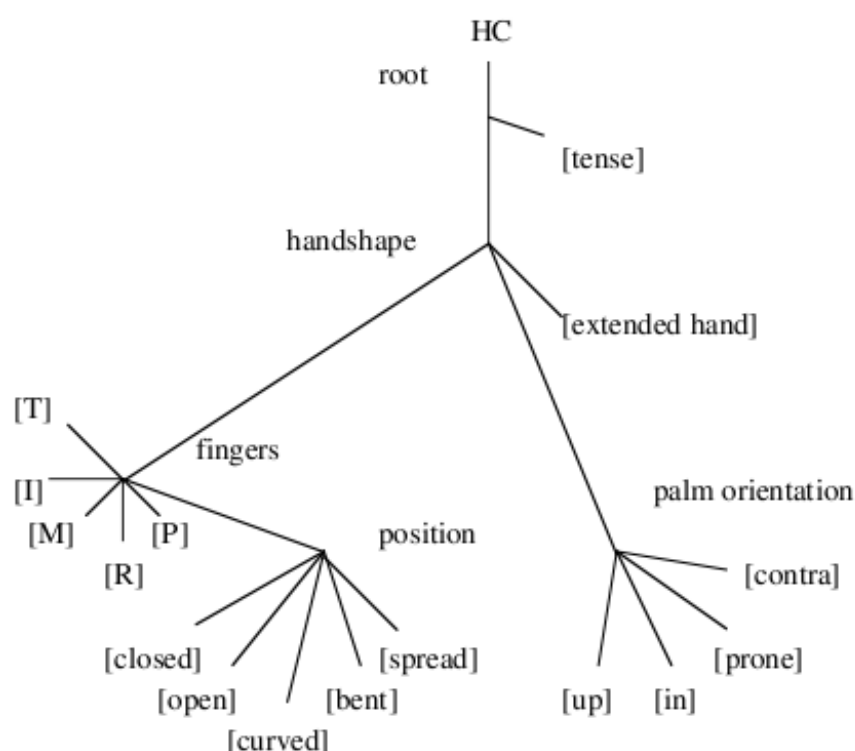 HC
root
[tense]
handshape
[extended hand]
[T]
fingers
[I]
palm orientation
[M]
[P]
position
[R]
[contra]
[closed]
[spread]
[prone]
[open]
[bent]
[up]
[in]
[curved]